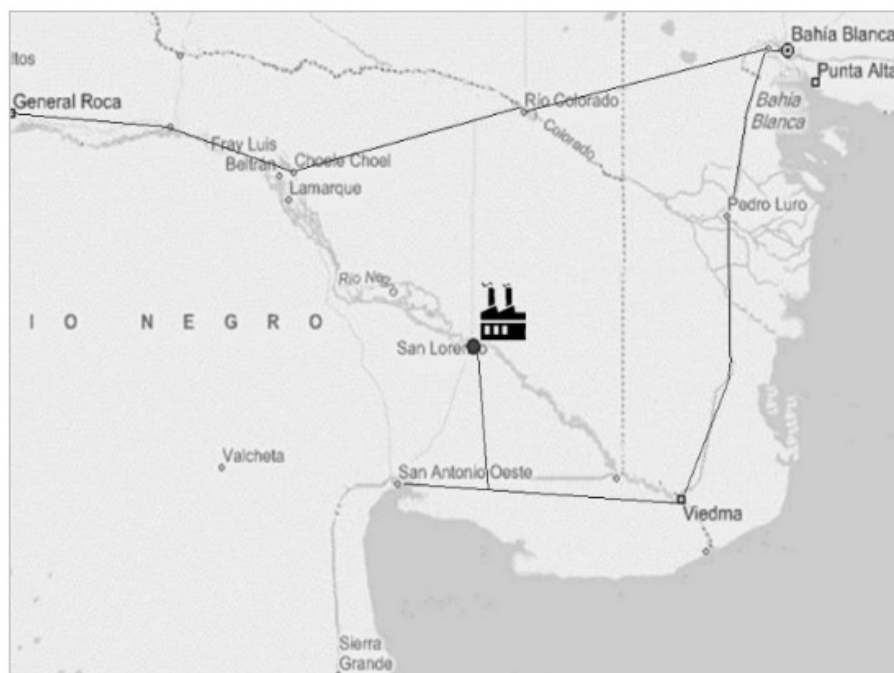 Bahía Blanca
ltos
Punta Alta
General Roca
Río Colorado
Bahía
Blanca
Colorado
Fray Luis
Beltrán
Choele Choel
Lamarque
Pedro Luro
Río Neg
I O N E G R O
San Lorenzo
Valcheta
San Antonio Oeste
Viedma
Sierra
Grande